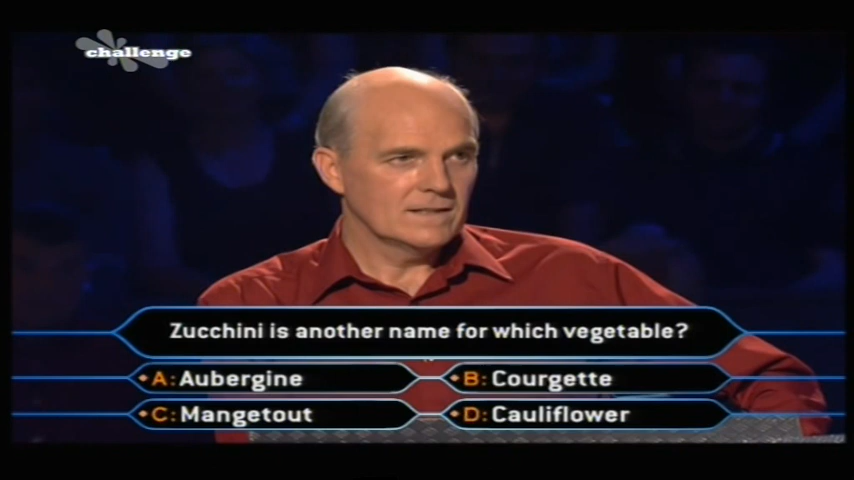 challenge
Zucchini is another name for which vegetable?
A: Aubergine
B: Courgette
C: Mangetout
D: Cauliflower